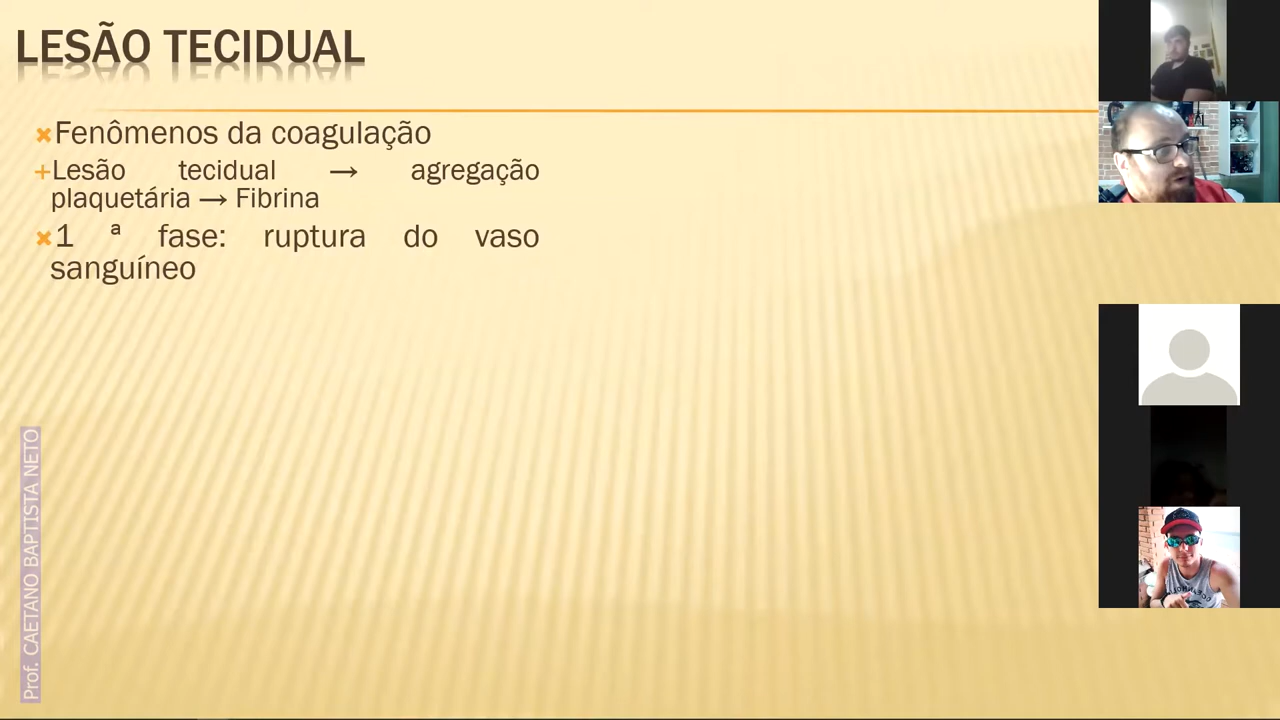 LESÃO TECIDUAL
Fenômenos da coagulação
Lesão tecidual → agregação
plaquetária → Fibrina
1 ª fase: ruptura do vaso
sanguíneo
Prof. CAETANO BAPTISTA NETO